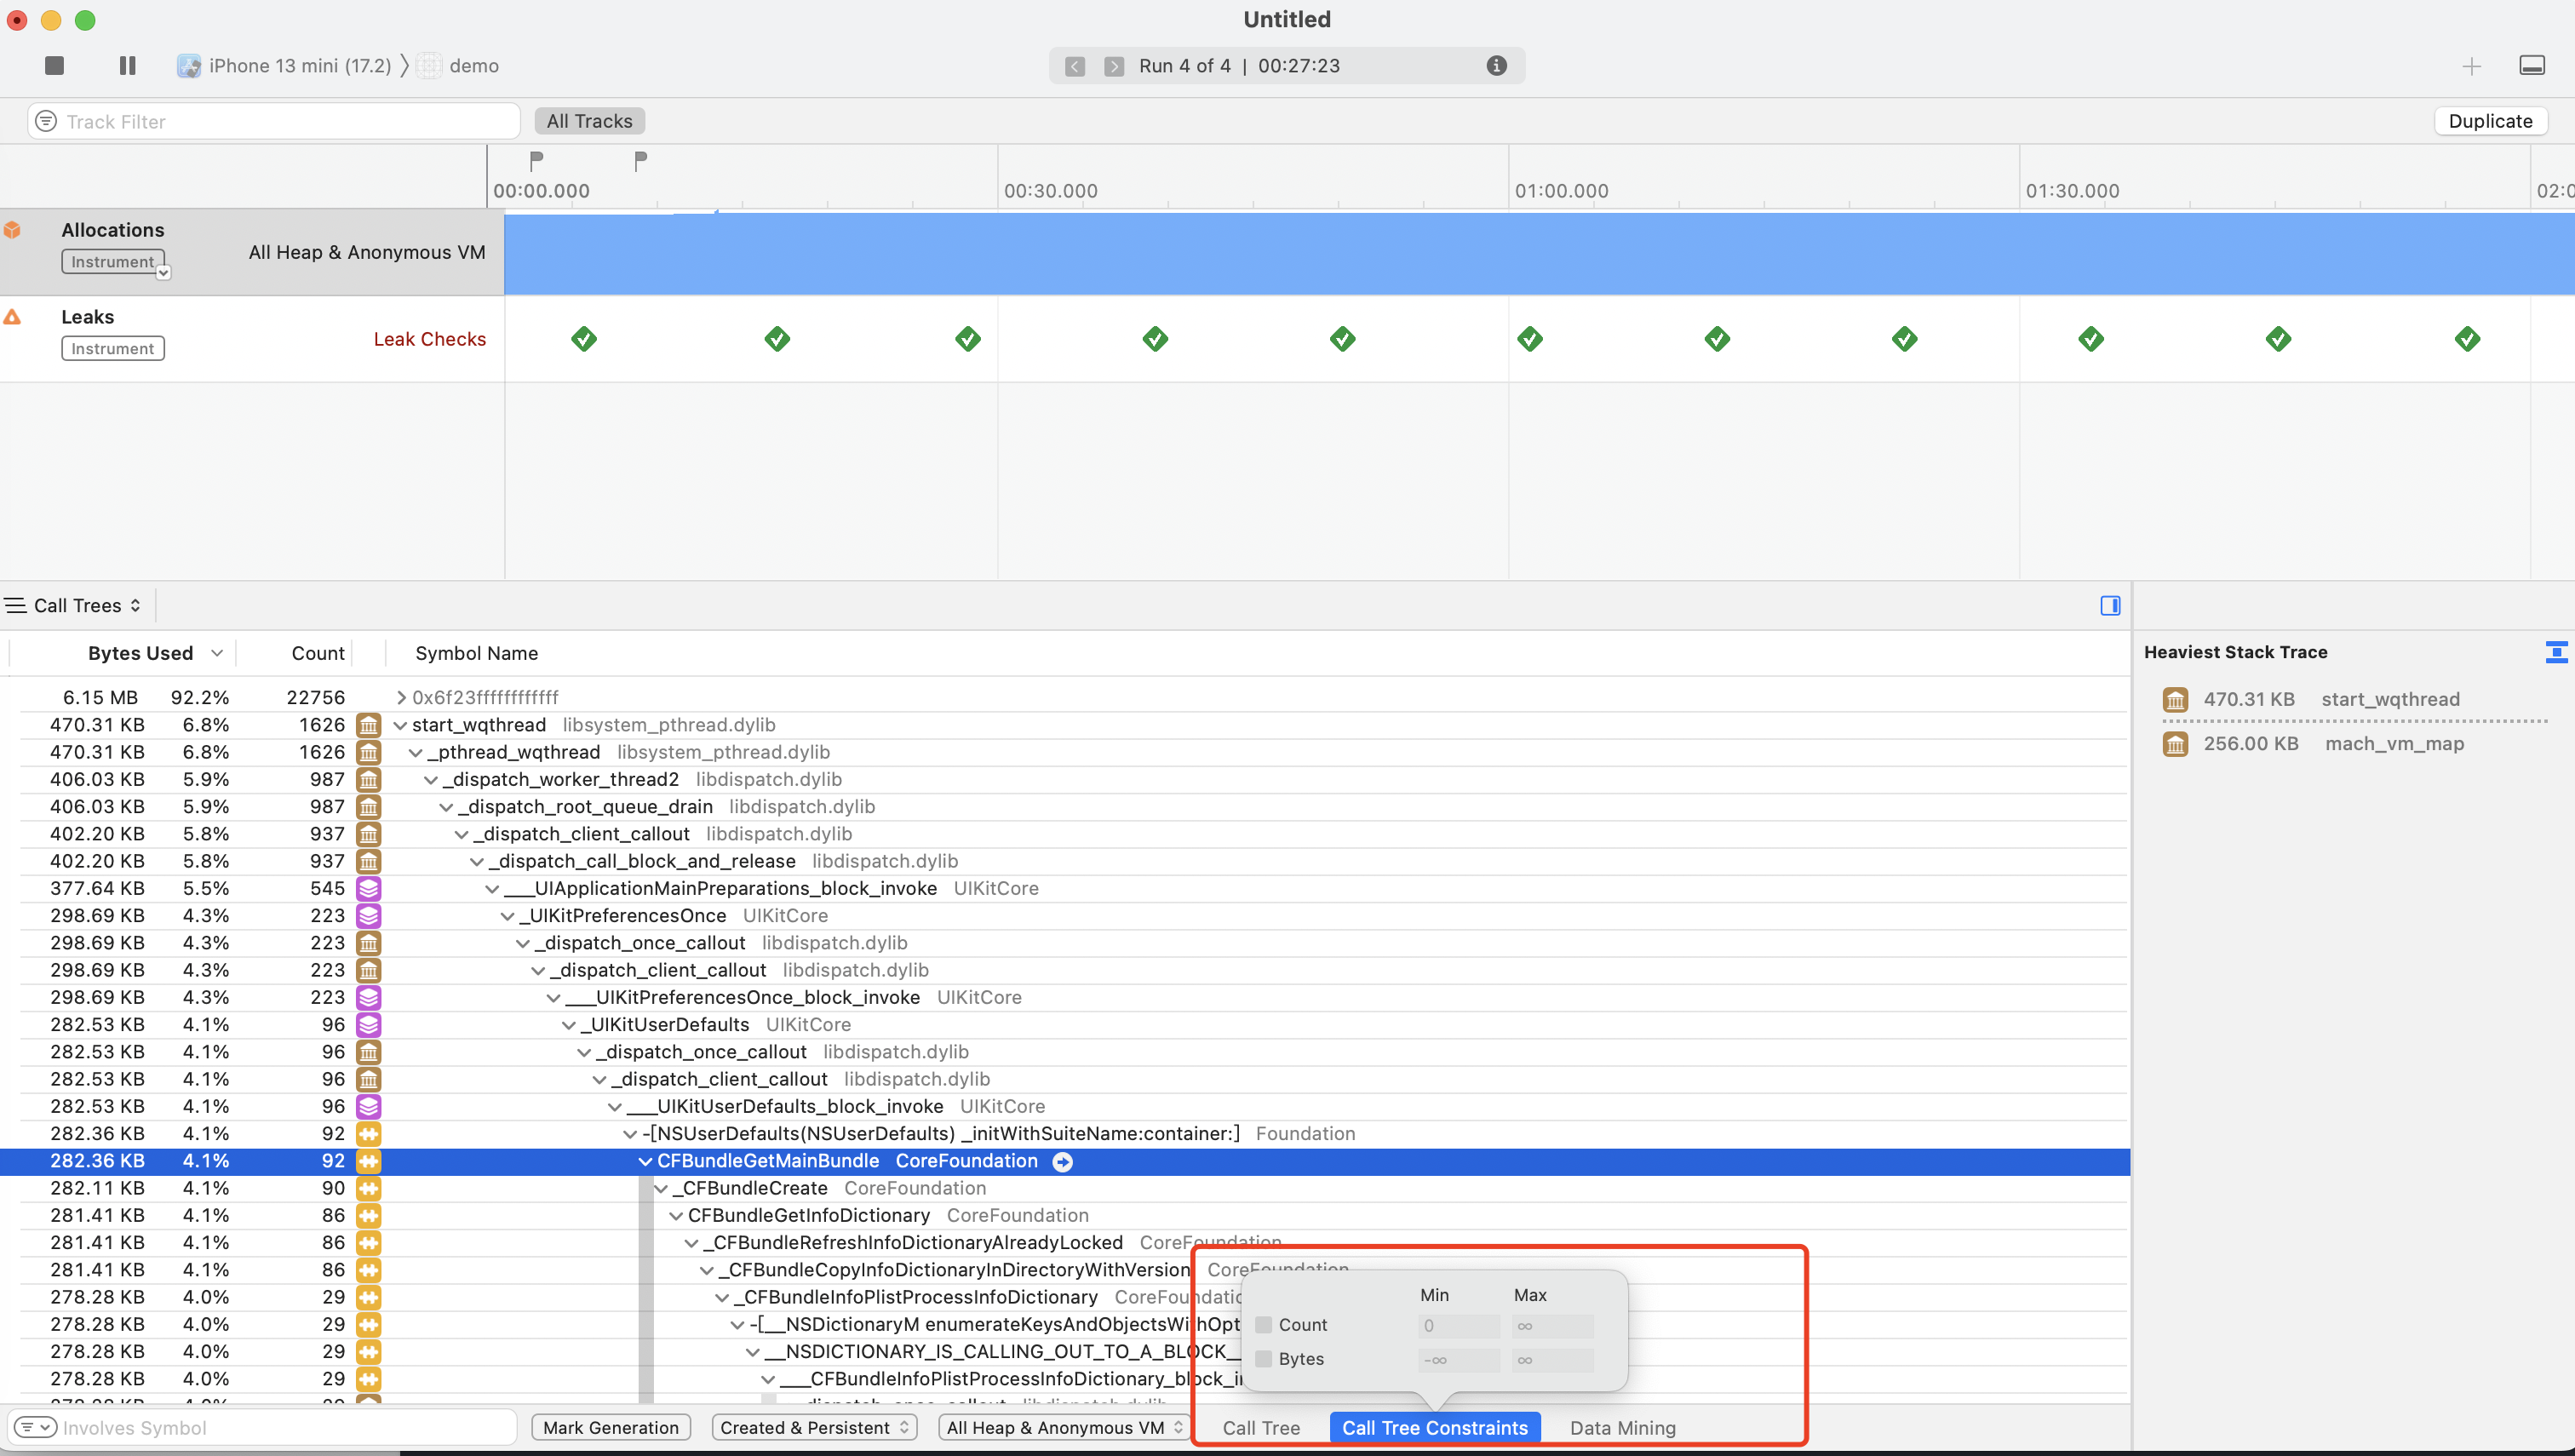 Untitled
iPhone 13 mini (17.2) demo
Run 4 of 4 | 00:27:23
Track Filter All Tracks Duplicate
00:00.000 00:30.000 01:00.000 01:30.000 02:0
Allocations
Instrument All Heap & Anonymous VM
Leaks
Instrument Leak Checks
Call Trees
Bytes Used Count Symbol Name
6.15 MB 92.2% 22756 0x6f23ffffffffffff
470.31 KB 6.8% 1626 start_wqthread libsystem_pthread.dylib
470.31 KB 6.8% 1626 _pthread_wqthread libsystem_pthread.dylib
406.03 KB 5.9% 987 _dispatch_worker_thread2 libdispatch.dylib
406.03 KB 5.9% 987 _dispatch_root_queue_drain libdispatch.dylib
402.20 KB 5.8% 937 _dispatch_client_callout libdispatch.dylib
402.20 KB 5.8% 937 _dispatch_call_block_and_release libdispatch.dylib
377.64 KB 5.5% 545 ___UIApplicationMainPreparations_block_invoke UIKitCore
298.69 KB 4.3% 223 _UIKitPreferencesOnce UIKitCore
298.69 KB 4.3% 223 _dispatch_once_callout libdispatch.dylib
298.69 KB 4.3% 223 _dispatch_client_callout libdispatch.dylib
298.69 KB 4.3% 223 ___UIKitPreferencesOnce_block_invoke UIKitCore
282.53 KB 4.1% 96 _UIKitUserDefaults UIKitCore
282.53 KB 4.1% 96 _dispatch_once_callout libdispatch.dylib
282.53 KB 4.1% 96 _dispatch_client_callout libdispatch.dylib
282.53 KB 4.1% 96 ___UIKitUserDefaults_block_invoke UIKitCore
282.36 KB 4.1% 92 -[NSUserDefaults(NSUserDefaults) _initWithSuiteName:container:] Foundation
282.36 KB 4.1% 92 CFBundleGetMainBundle CoreFoundation
282.11 KB 4.1% 90 _CFBundleCreate CoreFoundation
281.41 KB 4.1% 86 CFBundleGetInfoDictionary CoreFoundation
281.41 KB 4.1% 86 _CFBundleRefreshInfoDictionaryAlreadyLocked CoreFoundation
281.41 KB 4.1% 86 _CFBundleCopyInfoDictionaryInDirectoryWithVersion CoreFoundation
278.28 KB 4.0% 29 _CFBundleInfoPlistProcessInfoDictionary CoreFoundatio
278.28 KB 4.0% 29 -[__NSDictionaryM enumerateKeysAndObjectsWithOpt
278.28 KB 4.0% 29 __NSDICTIONARY_IS_CALLING_OUT_TO_A_BLOCK__
278.28 KB 4.0% 29 ___CFBundleInfoPlistProcessInfoDictionary_block_in
Heaviest Stack Trace
470.31 KB start_wqthread
256.00 KB mach_vm_map
Min Max
Count 0 ∞
Bytes -∞ ∞
Involves Symbol Mark Generation Created & Persistent All Heap & Anonymous VM Call Tree Call Tree Constraints Data Mining